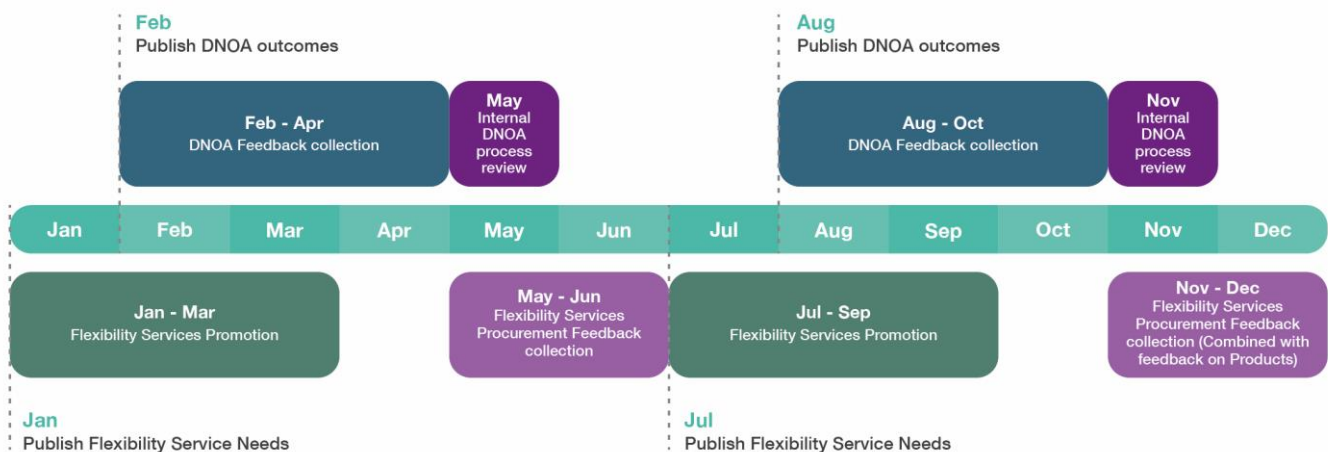 Feb
Publish DNOA outcomes
Aug
Publish DNOA outcomes
Feb - Apr
DNOA Feedback collection
May
Internal
DNOA
process
review
Aug - Oct
DNOA Feedback collection
Nov
Internal
DNOA
process
review
Jan Feb Mar Apr May Jun Jul Aug Sep Oct Nov Dec
Jan - Mar
Flexibility Services Promotion
May - Jun
Flexibility Services
Procurement Feedback
collection
Jul - Sep
Flexibility Services Promotion
Nov - Dec
Flexibility Services
Procurement Feedback
collection (Combined with
feedback on Products)
Jan
Publish Flexibility Service Needs
Jul
Publish Flexibility Service Needs